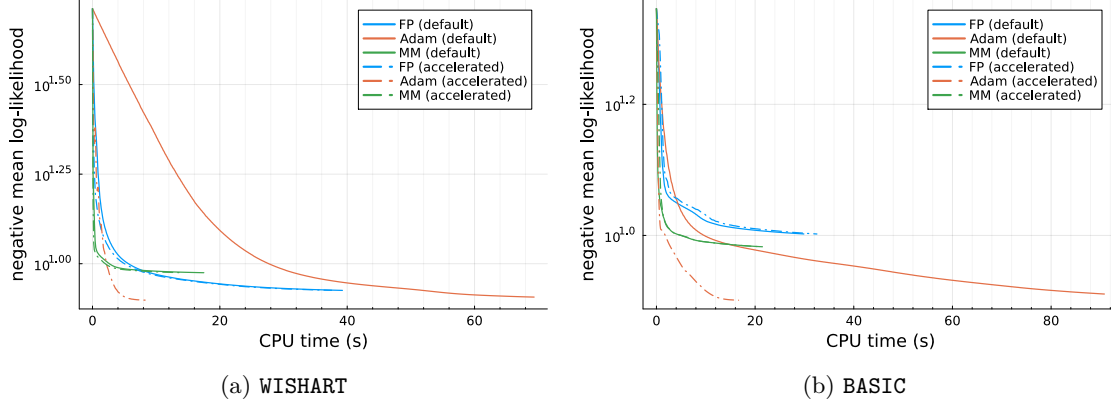 negative mean log-likelihood
10^1.50
10^1.25
10^1.00
FP (default)
Adam (default)
MM (default)
FP (accelerated)
Adam (accelerated)
MM (accelerated)
0 20 40 60
CPU time (s)
(a) WISHART
negative mean log-likelihood
10^1.2
10^1.0
FP (default)
Adam (default)
MM (default)
FP (accelerated)
Adam (accelerated)
MM (accelerated)
0 20 40 60 80
CPU time (s)
(b) BASIC